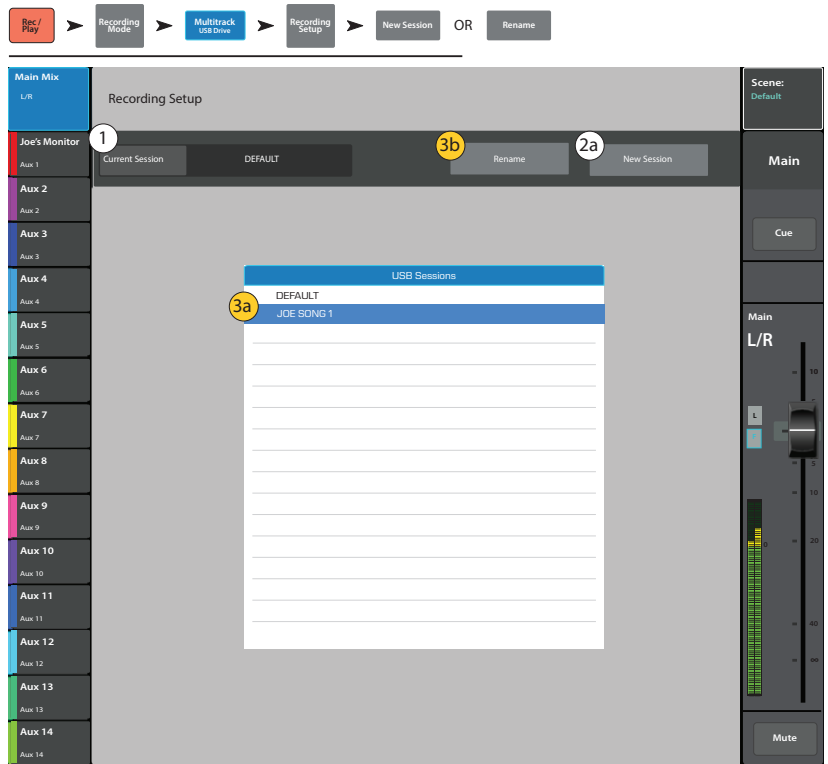 Rec / Play
Recording Mode
Multitrack USB Drive
Recording Setup
New Session
OR
Rename
Main Mix
L/R
Recording Setup
Scene:
Default
1
Current Session
DEFAULT
3b
Rename
2a
New Session
Joe's Monitor
Aux 1
Aux 2
Aux 2
Aux 3
Aux 3
Aux 4
Aux 4
Aux 5
Aux 5
Aux 6
Aux 6
Aux 7
Aux 7
Aux 8
Aux 8
Aux 9
Aux 9
Aux 10
Aux 10
Aux 11
Aux 11
Aux 12
Aux 12
Aux 13
Aux 13
Aux 14
Aux 14
USB Sessions
DEFAULT
3a
JOE SONG 1
Main
Cue
Main
L/R
10
L
5
10
0
20
40
∞
Mute